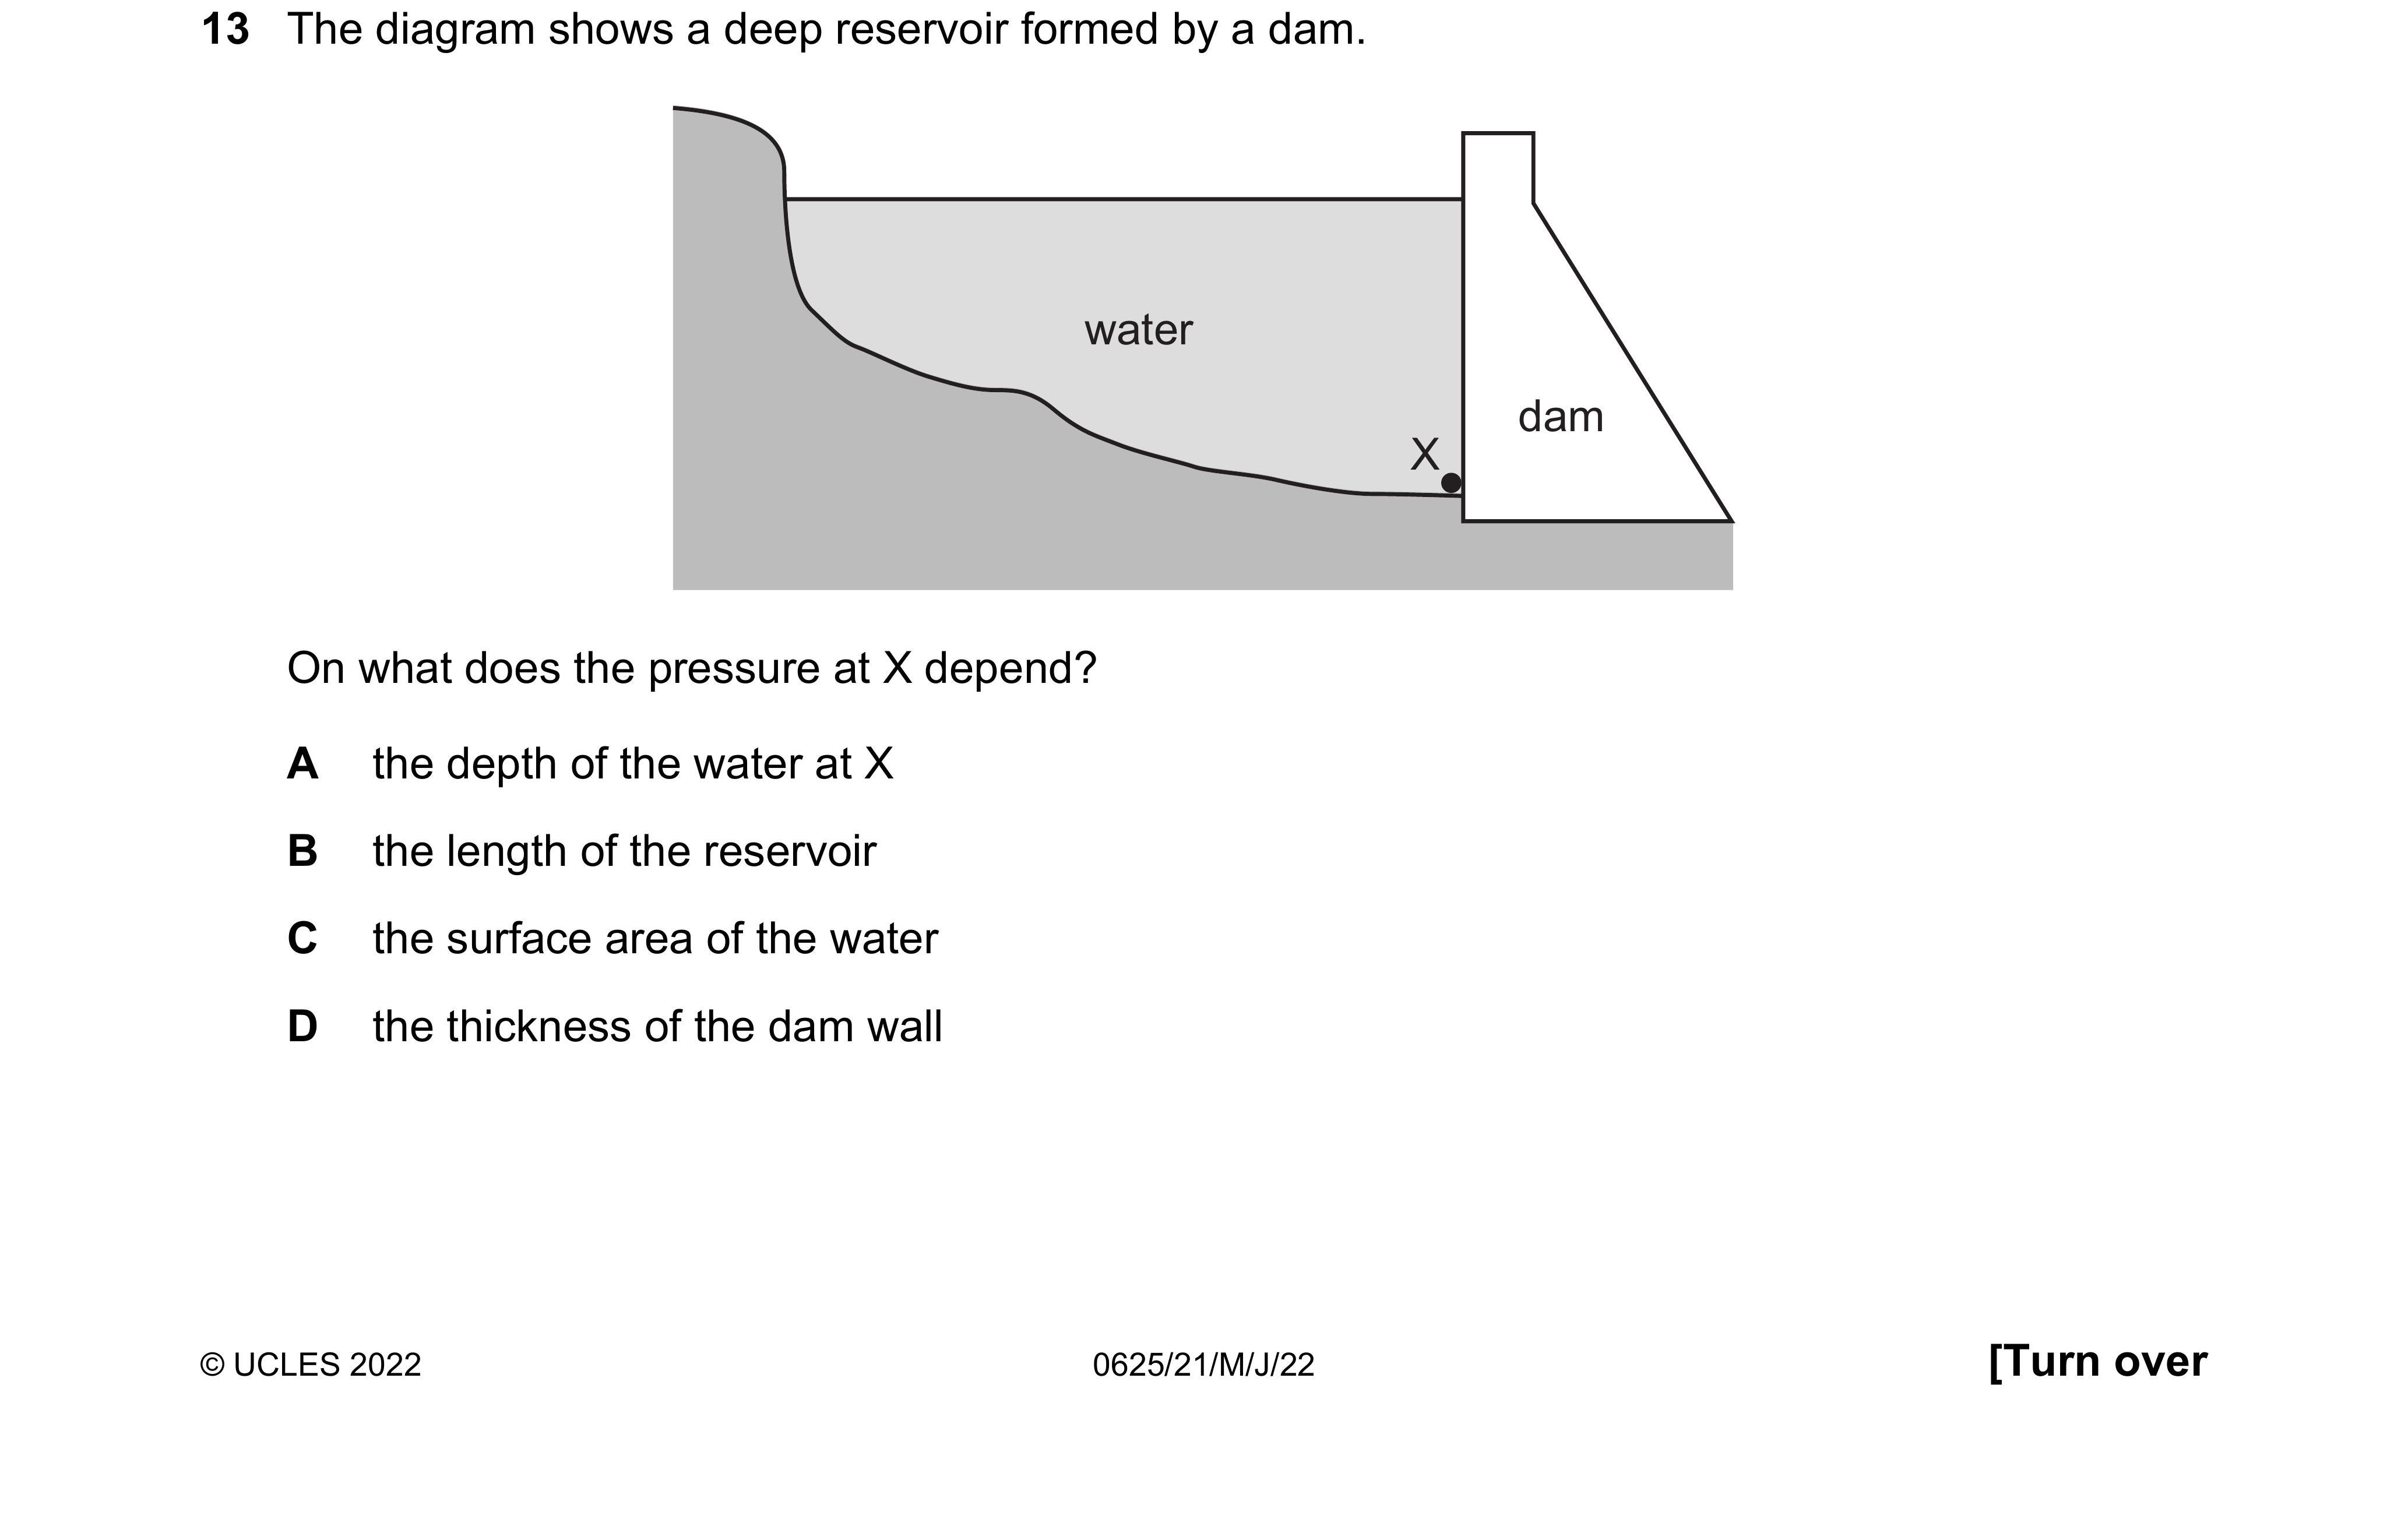 13 The diagram shows a deep reservoir formed by a dam.
water
dam
X
On what does the pressure at X depend?
A the depth of the water at X
B the length of the reservoir
C the surface area of the water
D the thickness of the dam wall
© UCLES 2022 0625/21/M/J/22 [Turn over